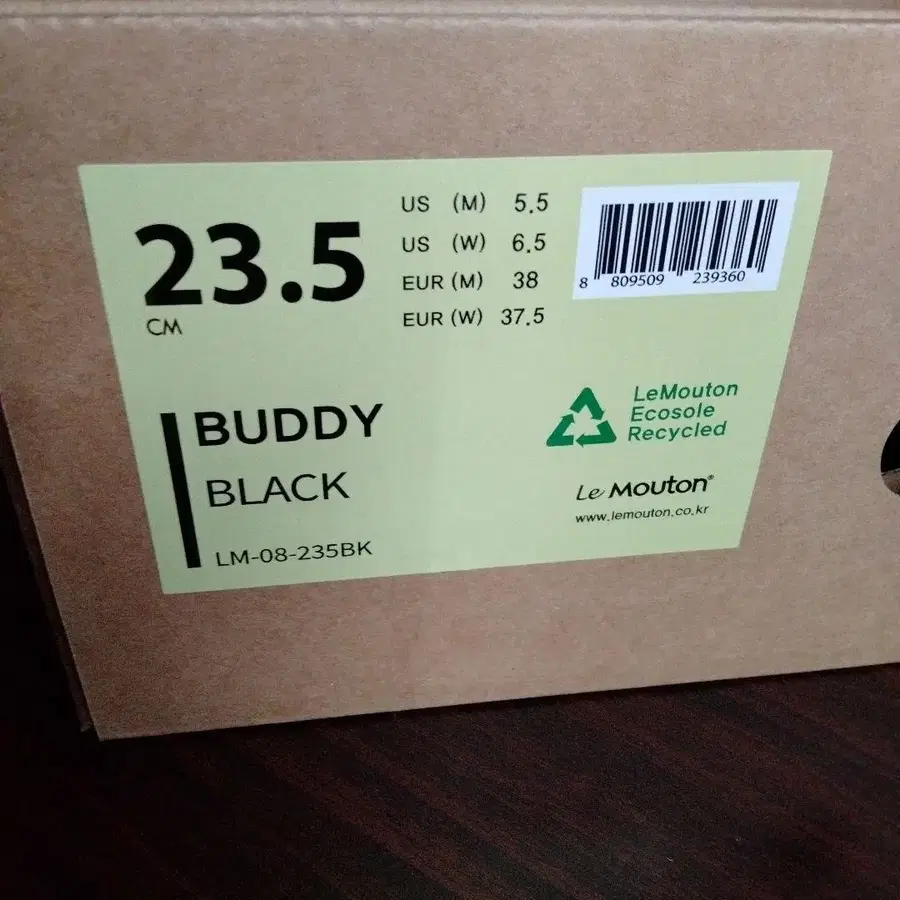 23.5
CM
US (M) 5.5
US (W) 6.5
EUR (M) 38
EUR (W) 37.5
8 809509 239360
BUDDY
BLACK
LM-08-235BK
LeMouton
Ecosole
Recycled
Le Mouton®
www.lemouton.co.kr